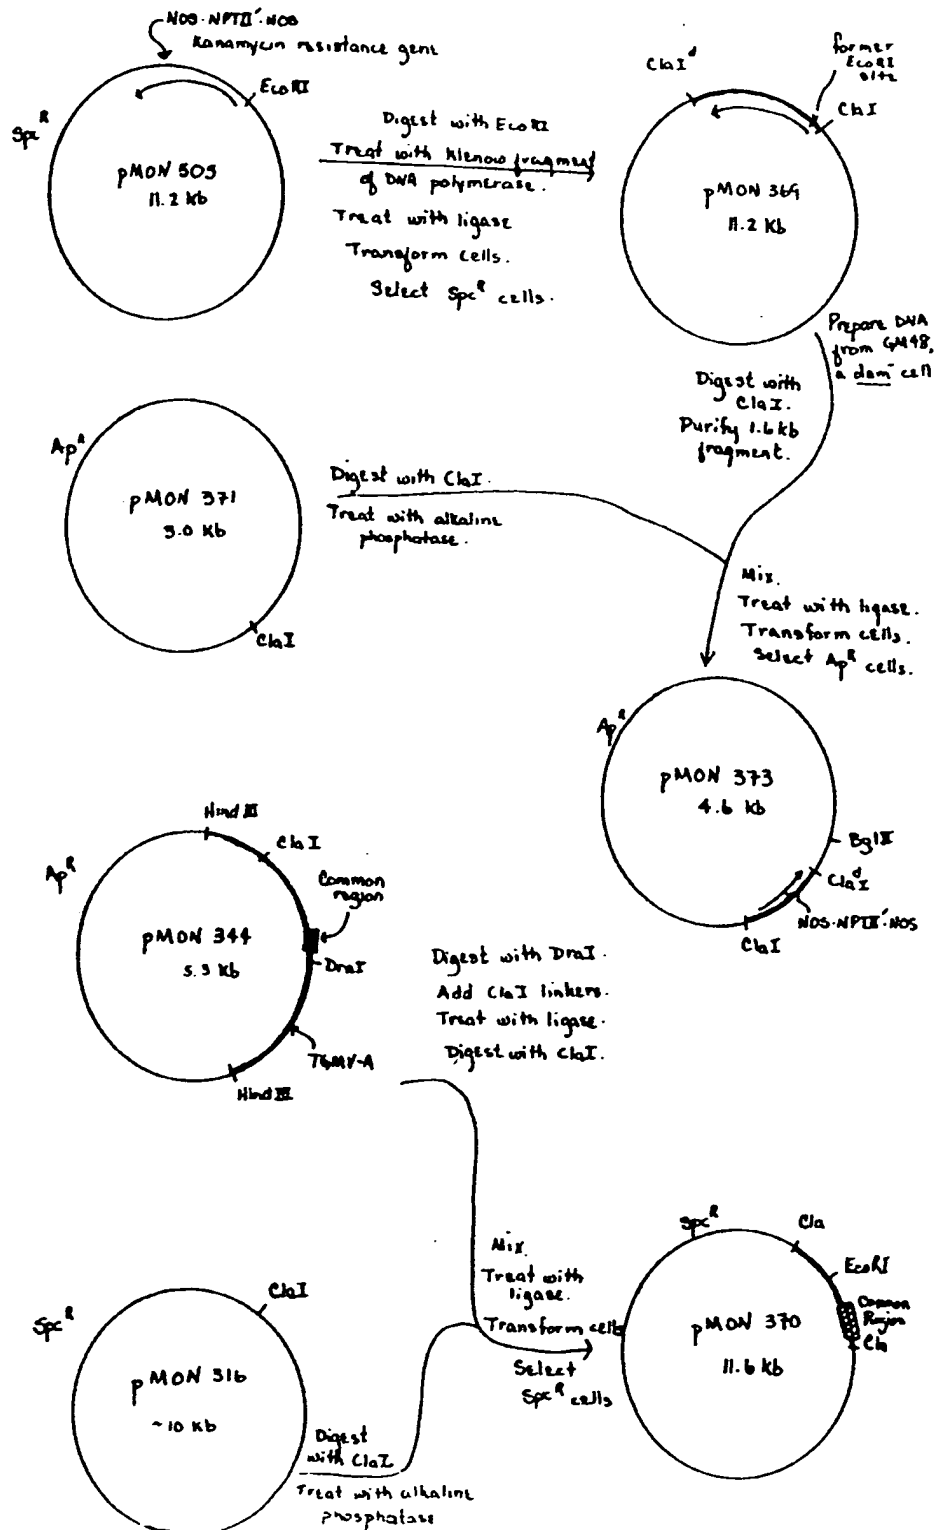 NOS·NPTII'·NOS
Kanamycin resistance gene
EcoRI
Spc^R
pMON 505
11.2 Kb
Digest with EcoRI
Treat with Klenow fragment
of DNA polymerase.
Treat with ligase
Transform cells.
Select Spc^R cells.
ClaI^d
former
EcoRI
site
ClaI
pMON 369
11.2 Kb
Prepare DNA
from GM48,
a dam^- cell
Digest with
ClaI.
Purify 1.6 kb
fragment.
Ap^R
pMON 371
3.0 Kb
ClaI
Digest with ClaI.
Treat with alkaline
phosphatase.
Mix.
Treat with ligase.
Transform cells.
Select Ap^R cells.
Ap^R
pMON 373
4.6 Kb
BglII
Cla^dI
NOS·NPTII'·NOS
ClaI
HindIII
ClaI
Ap^R
Common
region
pMON 344
5.3 Kb
DraI
TGMV-A
HindIII
Digest with DraI.
Add ClaI linkers.
Treat with ligase.
Digest with ClaI.
ClaI
Spc^R
pMON 316
~10 Kb
Digest
with ClaI
Treat with alkaline
phosphatase
Mix.
Treat with
ligase.
Transform cells
Select
Spc^R cells
Spc^R
Cla
EcoRI
Common
Region
Cla
pMON 370
11.6 Kb